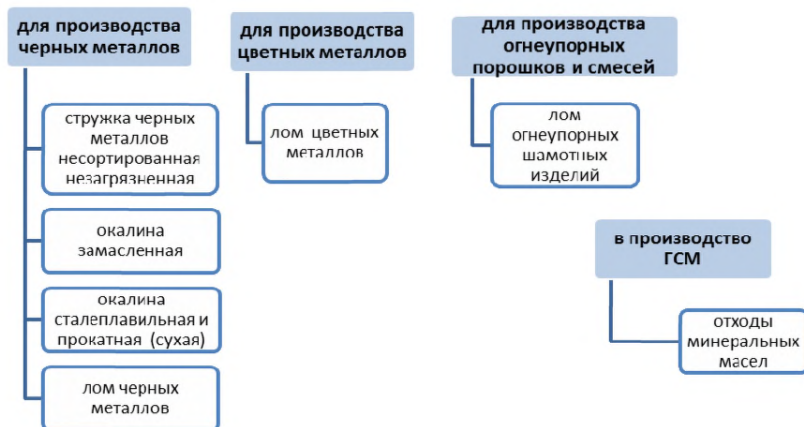 для производства
черных металлов
стружка черных
металлов
несортированная
незагрязненная
окалина
замасленная
окалина
сталеплавильная и
прокатная (сухая)
лом черных
металлов
для производства
цветных металлов
лом цветных
металлов
для производства
огнеупорных
порошков и смесей
лом
огнеупорных
шамотных
изделий
в производство
ГСМ
отходы
минеральных
масел